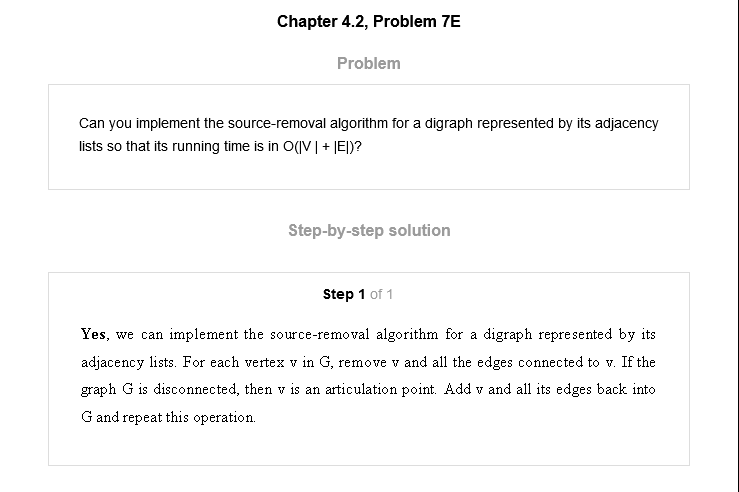 Chapter 4.2, Problem 7E
Problem
Can you implement the source-removal algorithm for a digraph represented by its adjacency
lists so that its running time is in O(|V | + |E|)?
Step-by-step solution
Step 1 of 1
Yes, we can implement the source-removal algorithm for a digraph represented by its
adjacency lists. For each vertex v in G, remove v and all the edges connected to v. If the
graph G is disconnected, then v is an articulation point. Add v and all its edges back into
G and repeat this operation.